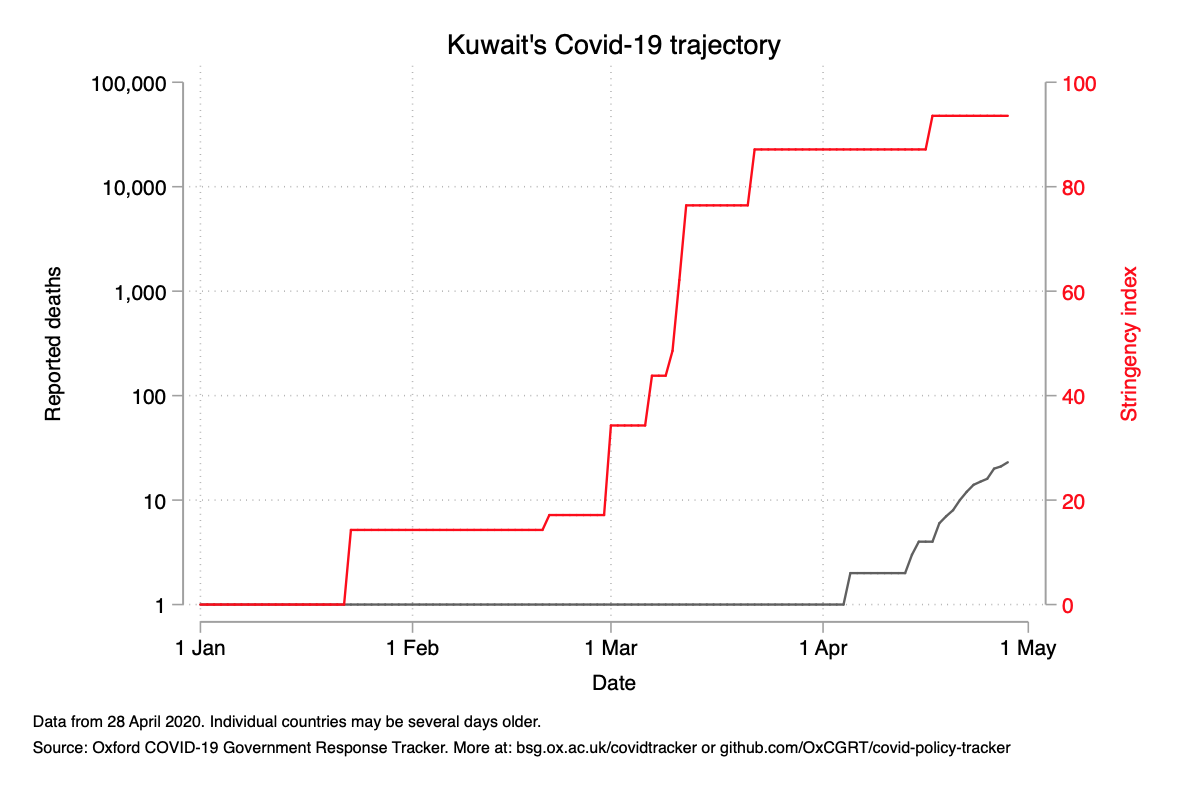 Kuwait's Covid-19 trajectory
100,000
10,000
1,000
100
10
1
Reported deaths
100
80
60
40
20
0
Stringency index
1 Jan
1 Feb
1 Mar
1 Apr
1 May
Date
Data from 28 April 2020. Individual countries may be several days older.
Source: Oxford COVID-19 Government Response Tracker. More at: bsg.ox.ac.uk/covidtracker or github.com/OxCGRT/covid-policy-tracker